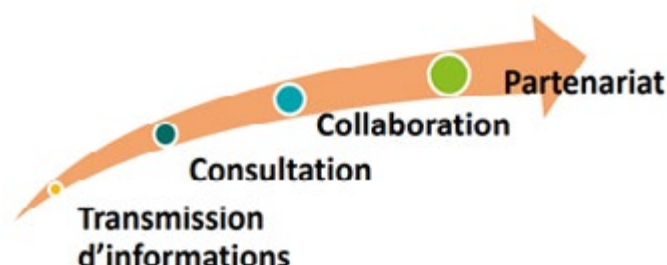 Partenariat
Collaboration
Consultation
Transmission
d'informations